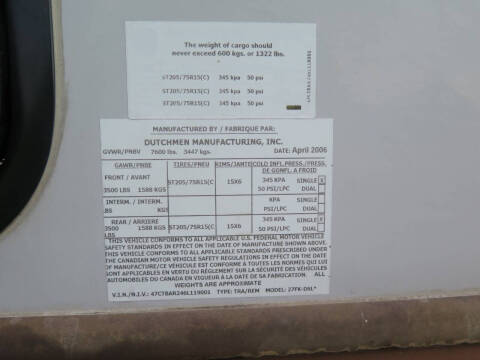 The weight of cargo should
never exceed 600 kgs. or 1322 lbs.
ST205/75R15(C) 345 kpa 50 psi
ST205/75R15(C) 345 kpa 50 psi
ST205/75R15(C) 345 kpa 50 psi
MANUFACTURED BY / FABRIQUE PAR:
DUTCHMEN MANUFACTURING, INC.
GVWR/PNBV 7600 lbs. 3447 kgs. DATE: April 2006
GAWR/PNBE TIRES/PNEU RIMS/JANTE COLD INFL.PRESS./PRESS.
DE GONFL. A FROID
FRONT / AVANT 345 KPA SINGLE X
3500 LBS 1588 KGS ST205/75R15(C 15X6 50 PSI/LPC DUAL
INTERM. / INTERM. KPA SINGLE
LBS KGS PSI/LPC DUAL
REAR / ARRIERE 345 KPA SINGLE X
3500 1588 KGS ST205/75R15(C 15X6 50 PSI/LPC DUAL
LBS
THIS VEHICLE CONFORMS TO ALL APPLICABLE U.S. FEDERAL MOTOR VEHICLE
SAFETY STANDARDS IN EFFECT ON THE DATE OF MANUFACTURE SHOWN ABOVE.
THIS VEHICLE CONFORMS TO ALL APPLICABLE STANDARDS PRESCRIBED UNDER
THE CANADIAN MOTOR VEHICLE SAFETY REGULATIONS IN EFFECT ON THE DATE
OF MANUFACTURE/CE VÉHICULE EST CONFORME À TOUTES LES NORMES QUI LUI
SONT APPLICABLES EN VERTU DU RÈGLEMENT SUR LA SÉCURITÉ DES VÉHICULES
AUTOMOBILES DU CANADA EN VIGUEUR À LA DATE DE SA FABRICATION. ALL
WEIGHTS ARE APPROXIMATE
V.I.N./N.I.V.: 47CTBAR246L119001 TYPE: TRA/REM MODEL: 27FK-DSL*